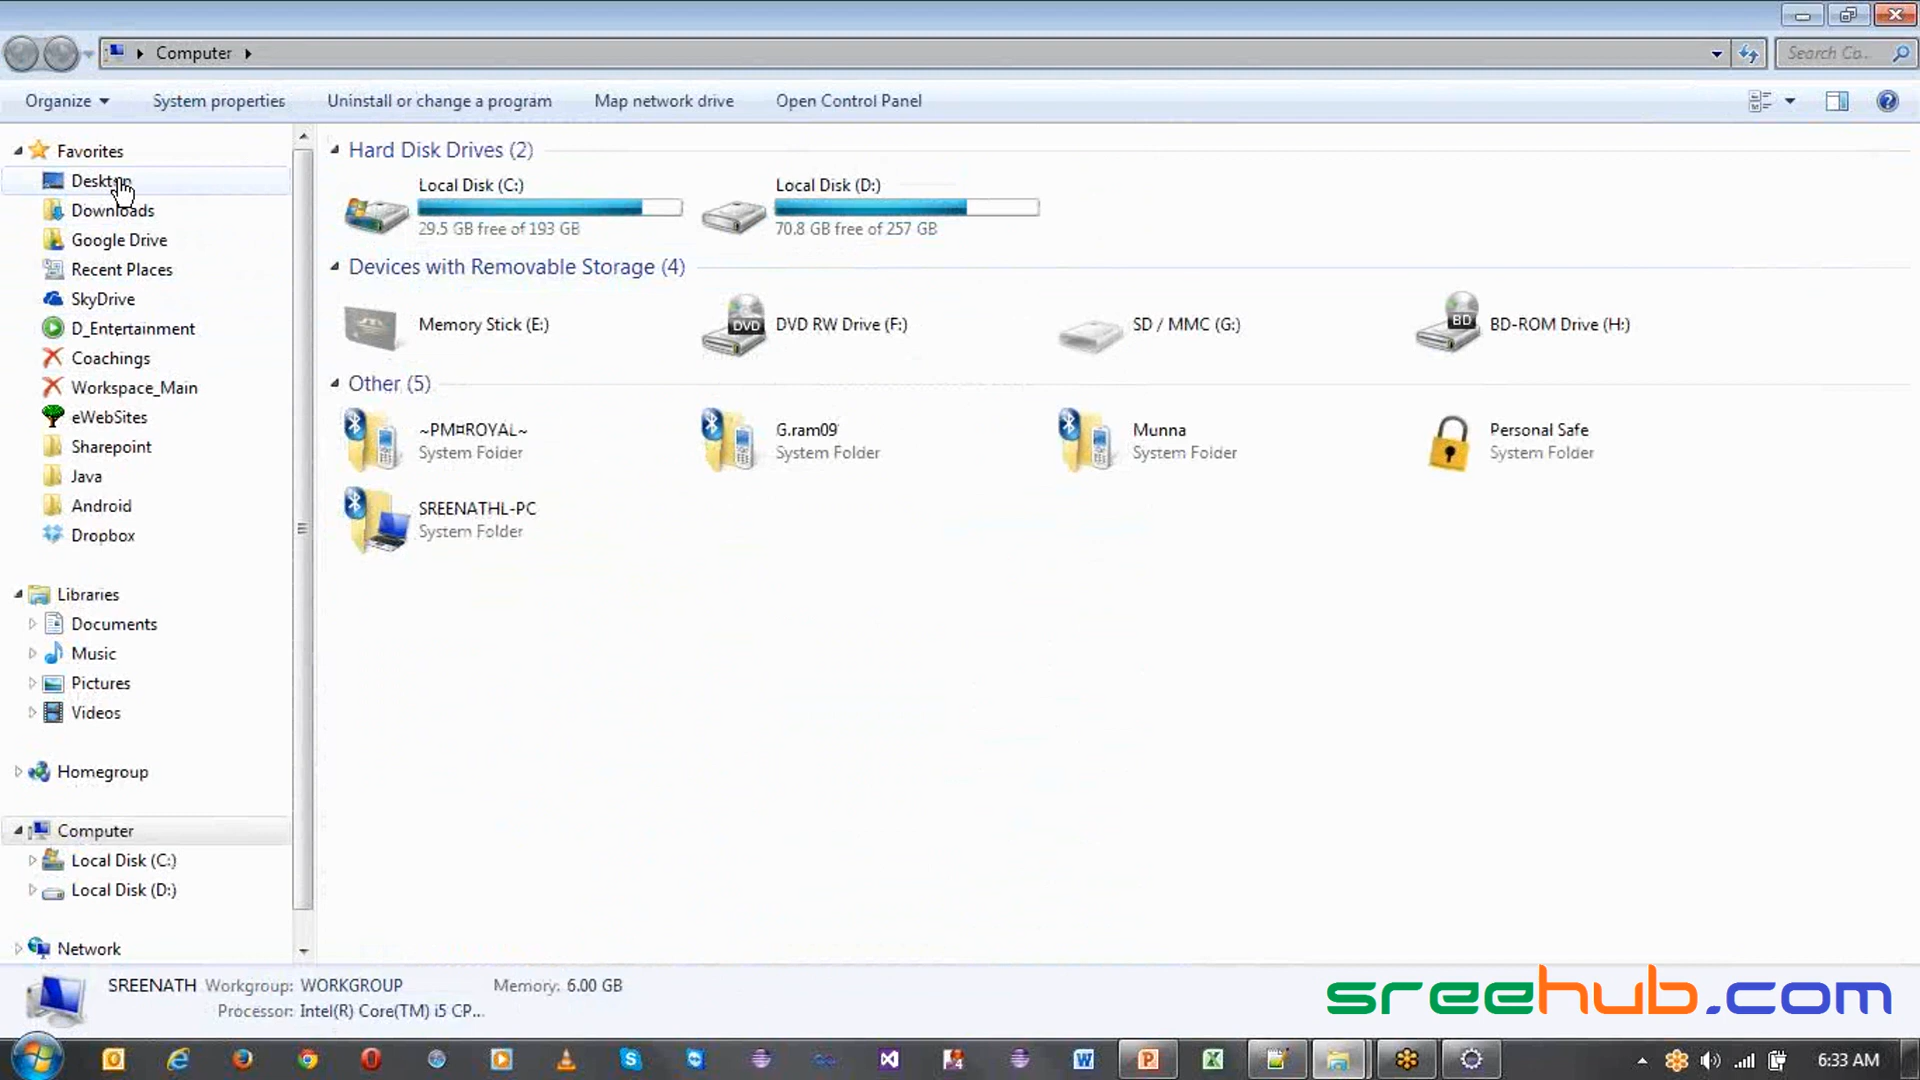 Computer
Search Co...
Organize
System properties
Uninstall or change a program
Map network drive
Open Control Panel
Favorites
Desktop
Downloads
Google Drive
Recent Places
SkyDrive
D_Entertainment
Coachings
Workspace_Main
eWebSites
Sharepoint
Java
Android
Dropbox
Libraries
Documents
Music
Pictures
Videos
Homegroup
Computer
Local Disk (C:)
Local Disk (D:)
Network
Hard Disk Drives (2)
Local Disk (C:)
29.5 GB free of 193 GB
Local Disk (D:)
70.8 GB free of 257 GB
Devices with Removable Storage (4)
Memory Stick (E:)
DVD
DVD RW Drive (F:)
SD / MMC (G:)
BD
BD-ROM Drive (H:)
Other (5)
~PM¤ROYAL~
System Folder
G.ram09
System Folder
Munna
System Folder
Personal Safe
System Folder
SREENATHL-PC
System Folder
SREENATH Workgroup: WORKGROUP Memory: 6.00 GB
Processor: Intel(R) Core(TM) i5 CP...
sreehub.com
6:33 AM